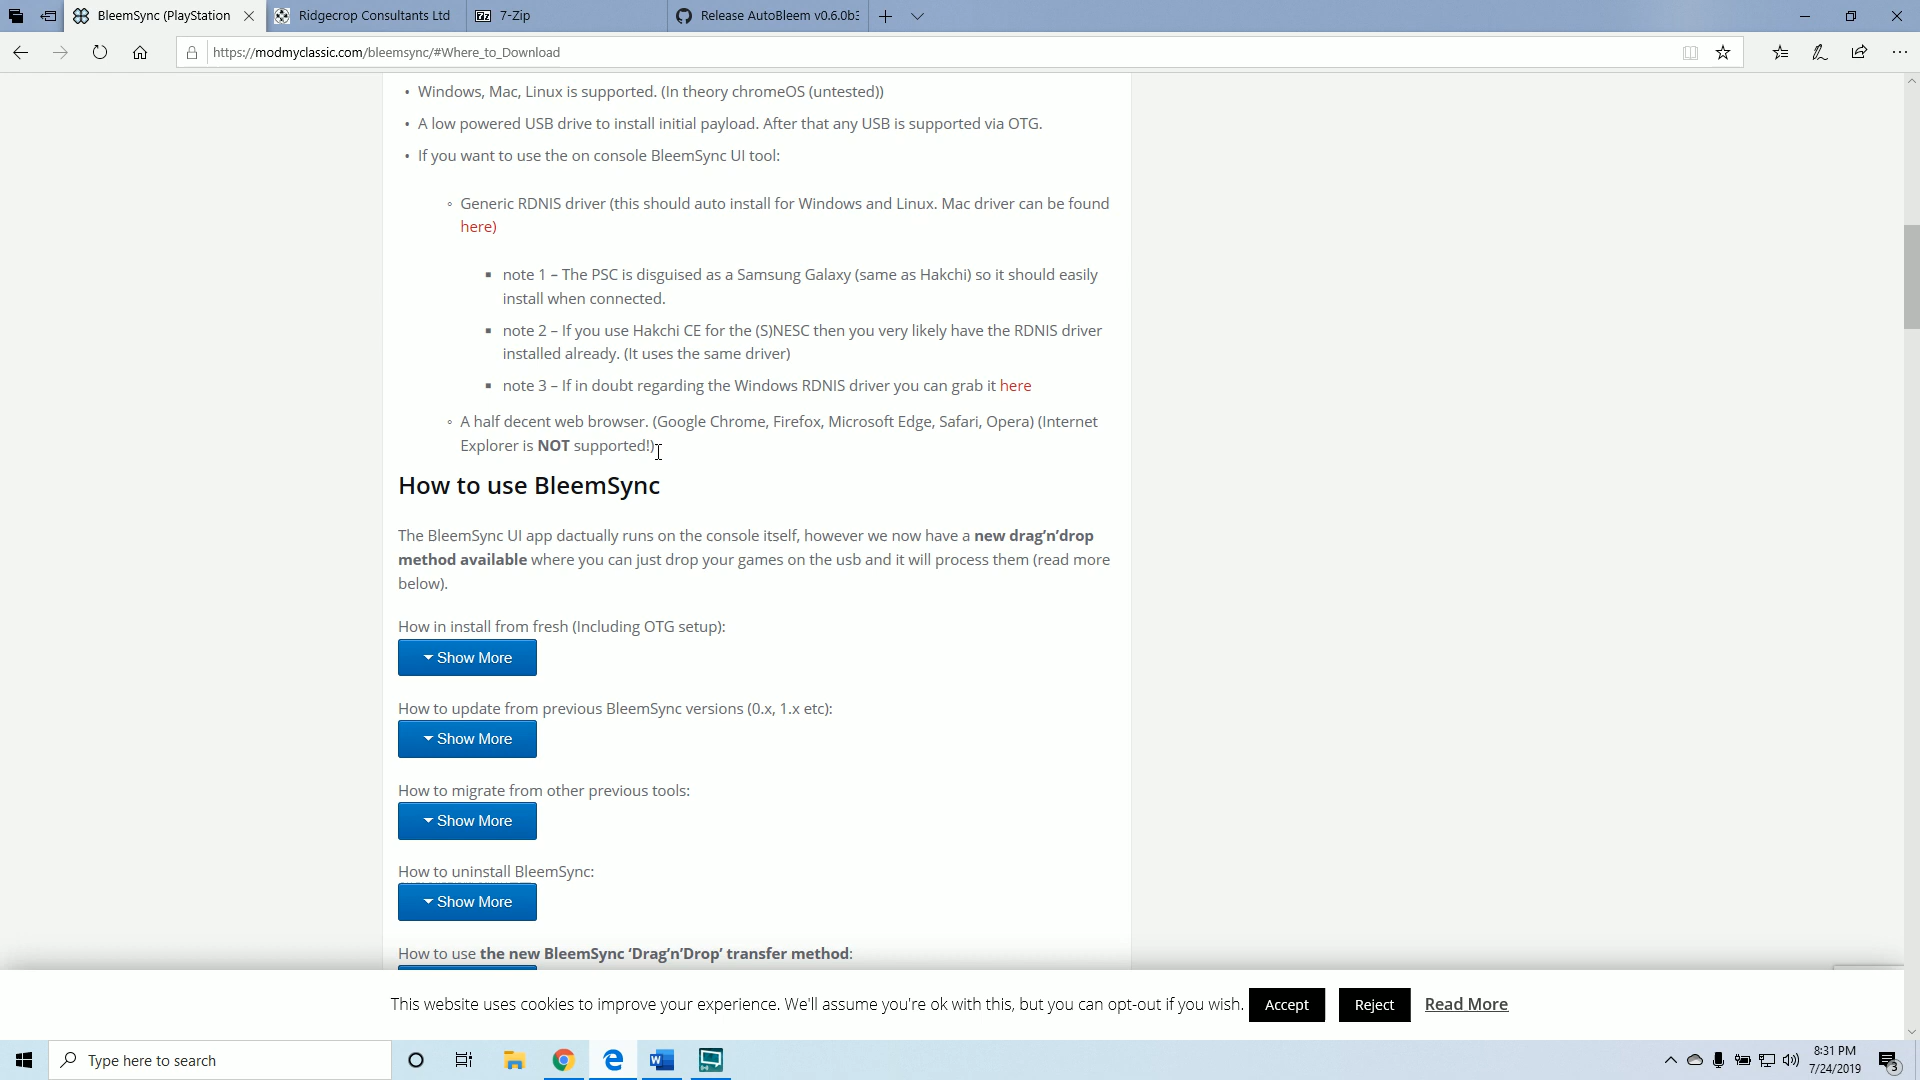 BleemSync (PlayStation
Ridgecrop Consultants Ltd
7-Zip
Release AutoBleem v0.6.0b3
https://modmyclassic.com/bleemsync/#Where_to_Download
• Windows, Mac, Linux is supported. (In theory chromeOS (untested))
• A low powered USB drive to install initial payload. After that any USB is supported via OTG.
• If you want to use the on console BleemSync UI tool:
◦ Generic RDNIS driver (this should auto install for Windows and Linux. Mac driver can be found
here)
▪ note 1 – The PSC is disguised as a Samsung Galaxy (same as Hakchi) so it should easily
install when connected.
▪ note 2 – If you use Hakchi CE for the (S)NESC then you very likely have the RDNIS driver
installed already. (It uses the same driver)
▪ note 3 – If in doubt regarding the Windows RDNIS driver you can grab it here
◦ A half decent web browser. (Google Chrome, Firefox, Microsoft Edge, Safari, Opera) (Internet
Explorer is NOT supported!)
How to use BleemSync
The BleemSync UI app dactually runs on the console itself, however we now have a new drag’n’drop
method available where you can just drop your games on the usb and it will process them (read more
below).
How in install from fresh (Including OTG setup):
Show More
How to update from previous BleemSync versions (0.x, 1.x etc):
Show More
How to migrate from other previous tools:
Show More
How to uninstall BleemSync:
Show More
How to use the new BleemSync ‘Drag’n’Drop’ transfer method:
This website uses cookies to improve your experience. We'll assume you're ok with this, but you can opt-out if you wish. Accept Reject Read More
Type here to search
8:31 PM
7/24/2019
3